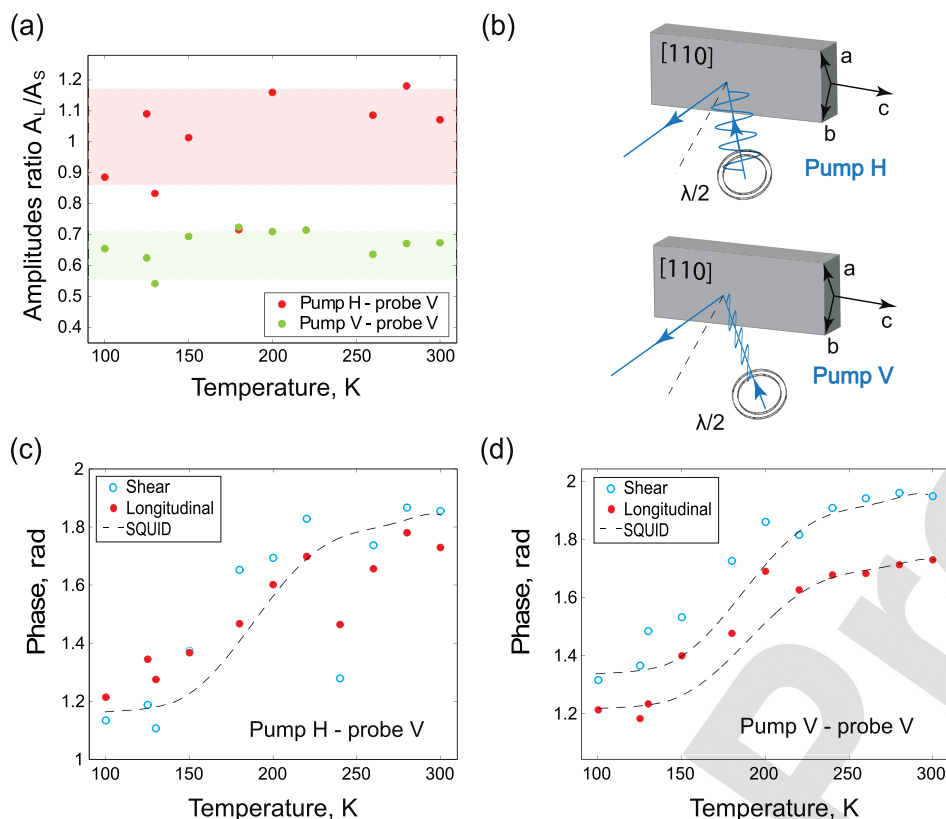 (a)
Amplitudes ratio A_L/A_S
1.2
1.1
1
0.9
0.8
0.7
0.6
0.5
0.4
Pump H - probe V
Pump V - probe V
100
150
200
250
300
Temperature, K
(b)
[110]
a
b
c
λ/2
Pump H
[110]
a
b
c
λ/2
Pump V
(c)
Phase, rad
2
1.8
1.6
1.4
1.2
1
Shear
Longitudinal
SQUID
Pump H - probe V
100
150
200
250
300
Temperature, K
(d)
Phase, rad
2
1.8
1.6
1.4
1.2
Shear
Longitudinal
SQUID
Pump V - probe V
100
150
200
250
300
Temperature, K
Pr